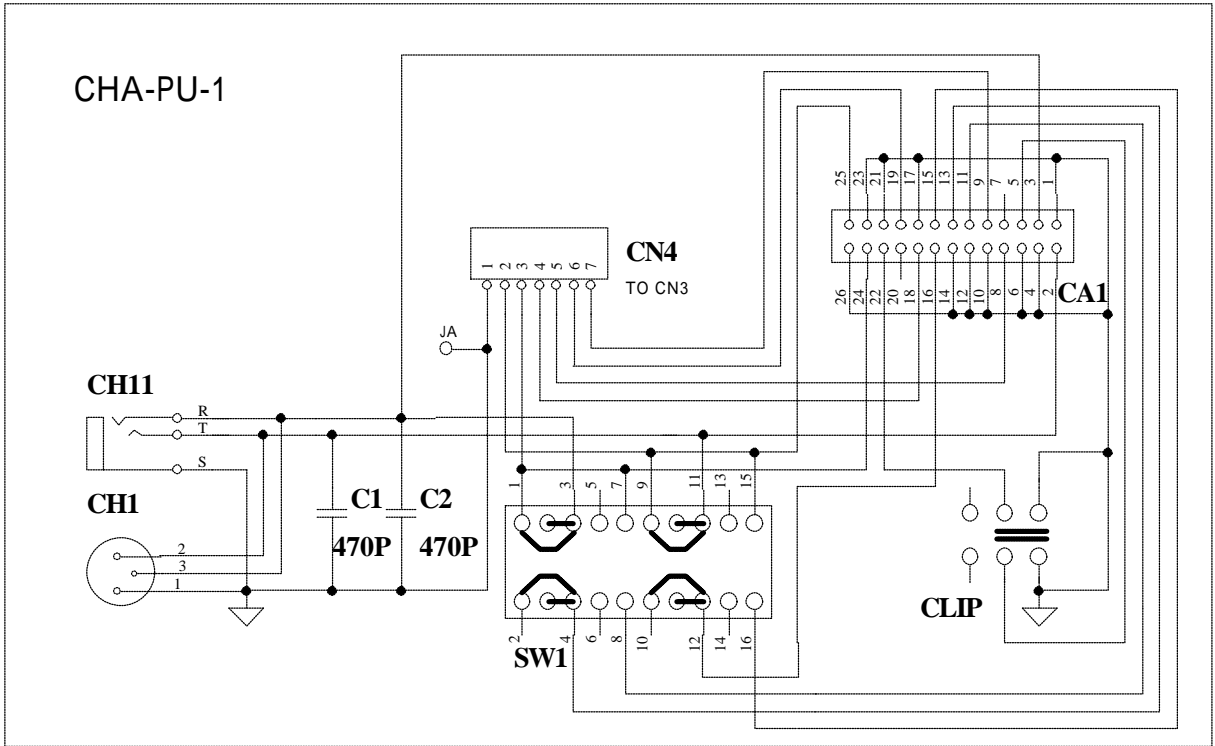 CHA-PU-1
25 23 21 19 17 15 13 11 9 7 5 3 1
CN4
1 2 3 4 5 6 7
TO CN3
26 24 22 20 18 16 14 12 10 8 6 4 2
CA1
JA
CH11
R
T
S
1 3 5 7 9 11 13 15
CH1
C1 C2
470P 470P
2
3
1
CLIP
2 4 6 8 10 12 14 16
SW1